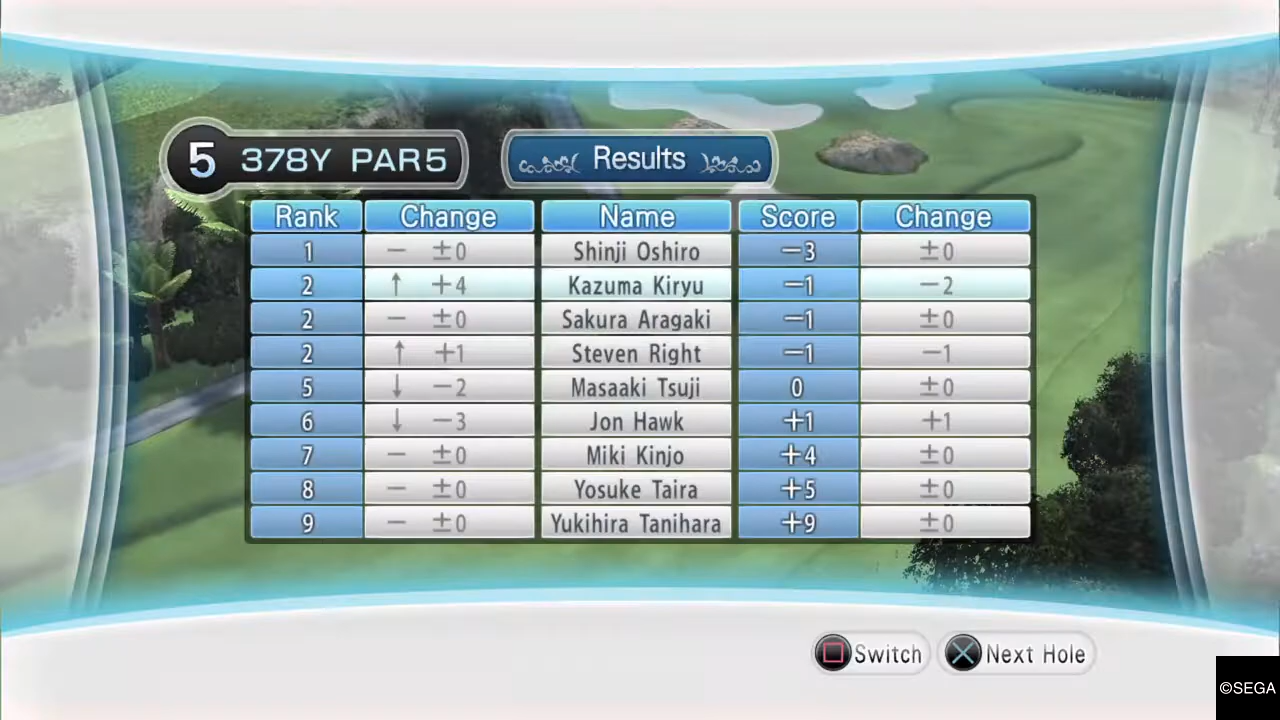 5 378Y PAR5
Results
Rank Change Name Score Change
1 − ±0 Shinji Oshiro −3 ±0
2 ↑ +4 Kazuma Kiryu −1 −2
2 − ±0 Sakura Aragaki −1 ±0
2 ↑ +1 Steven Right −1 −1
5 ↓ −2 Masaaki Tsuji 0 ±0
6 ↓ −3 Jon Hawk +1 +1
7 − ±0 Miki Kinjo +4 ±0
8 − ±0 Yosuke Taira +5 ±0
9 − ±0 Yukihira Tanihara +9 ±0
Switch Next Hole
©SEGA